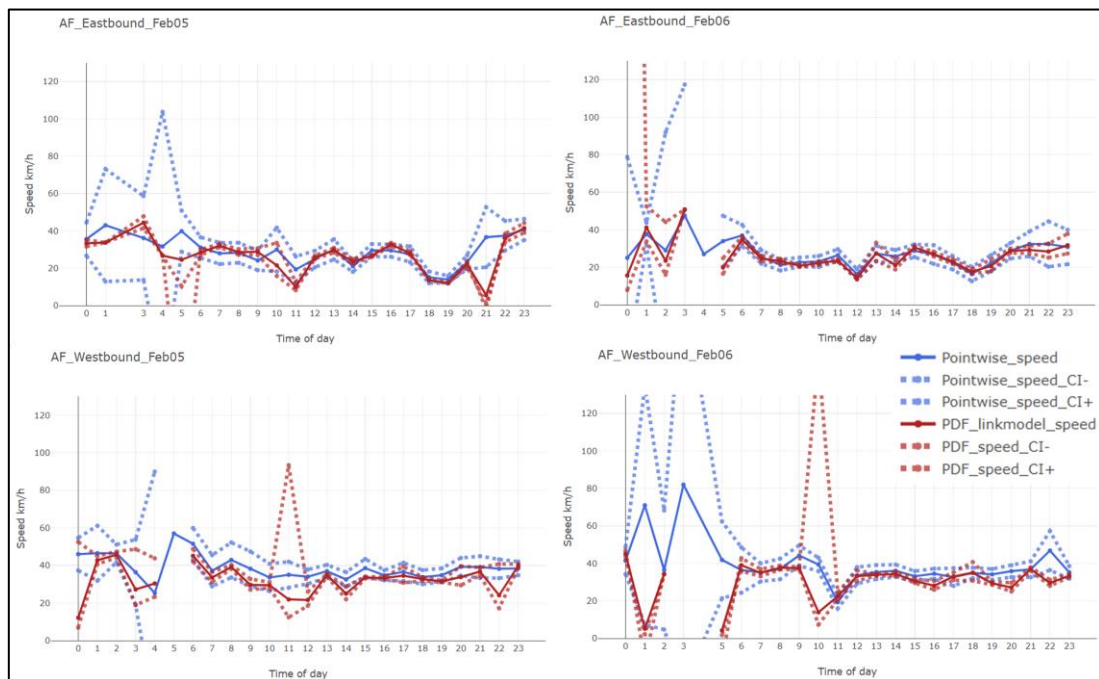 AF_Eastbound_Feb05
Speed km/h
120
100
80
60
40
20
0
0 1 3 4 5 6 7 8 9 10 11 12 13 14 15 16 17 18 19 20 21 22 23
Time of day
AF_Eastbound_Feb06
Speed km/h
120
100
80
60
40
20
0
0 1 2 3 4 5 6 7 8 9 10 11 12 13 14 15 16 17 18 19 20 21 22 23
Time of day
AF_Westbound_Feb05
Speed km/h
120
100
80
60
40
20
0
0 1 2 3 4 5 6 7 8 9 10 11 12 13 14 15 16 17 18 19 20 21 22 23
Time of day
AF_Westbound_Feb06
Speed km/h
120
100
80
60
40
20
0
0 1 2 3 5 6 7 8 9 10 11 12 13 14 15 16 17 18 19 20 21 22 23
Time of day
Pointwise_speed
Pointwise_speed_CI-
Pointwise_speed_CI+
PDF_linkmodel_speed
PDF_speed_CI-
PDF_speed_CI+